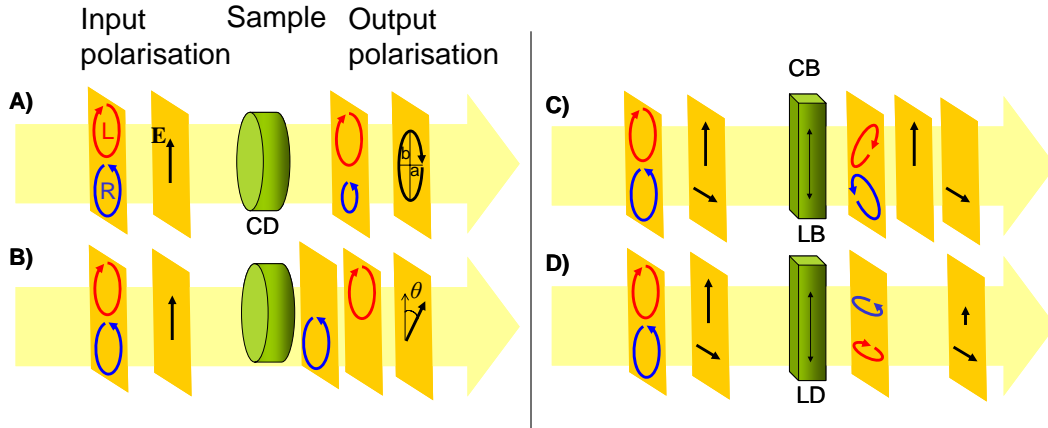 Input
polarisation
Sample
Output
polarisation
A)
L
R
E
CD
b
a
B)
θ
CB
C)
LB
D)
LD